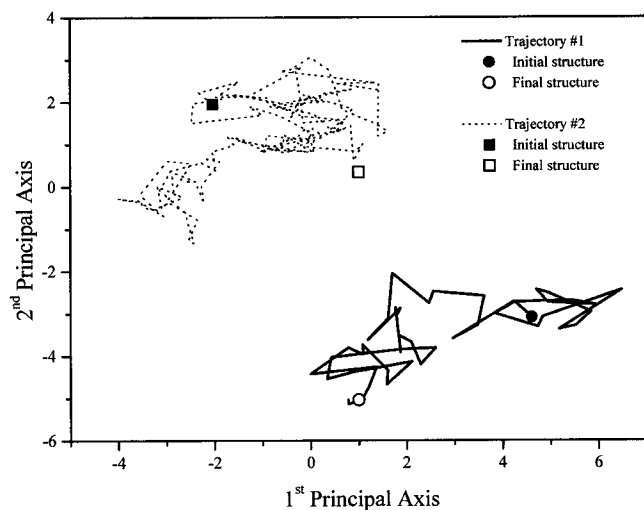 4
2
0
-2
-4
-6
-4
-2
0
2
4
6
2nd Principal Axis
1st Principal Axis
Trajectory #1
Initial structure
Final structure
Trajectory #2
Initial structure
Final structure